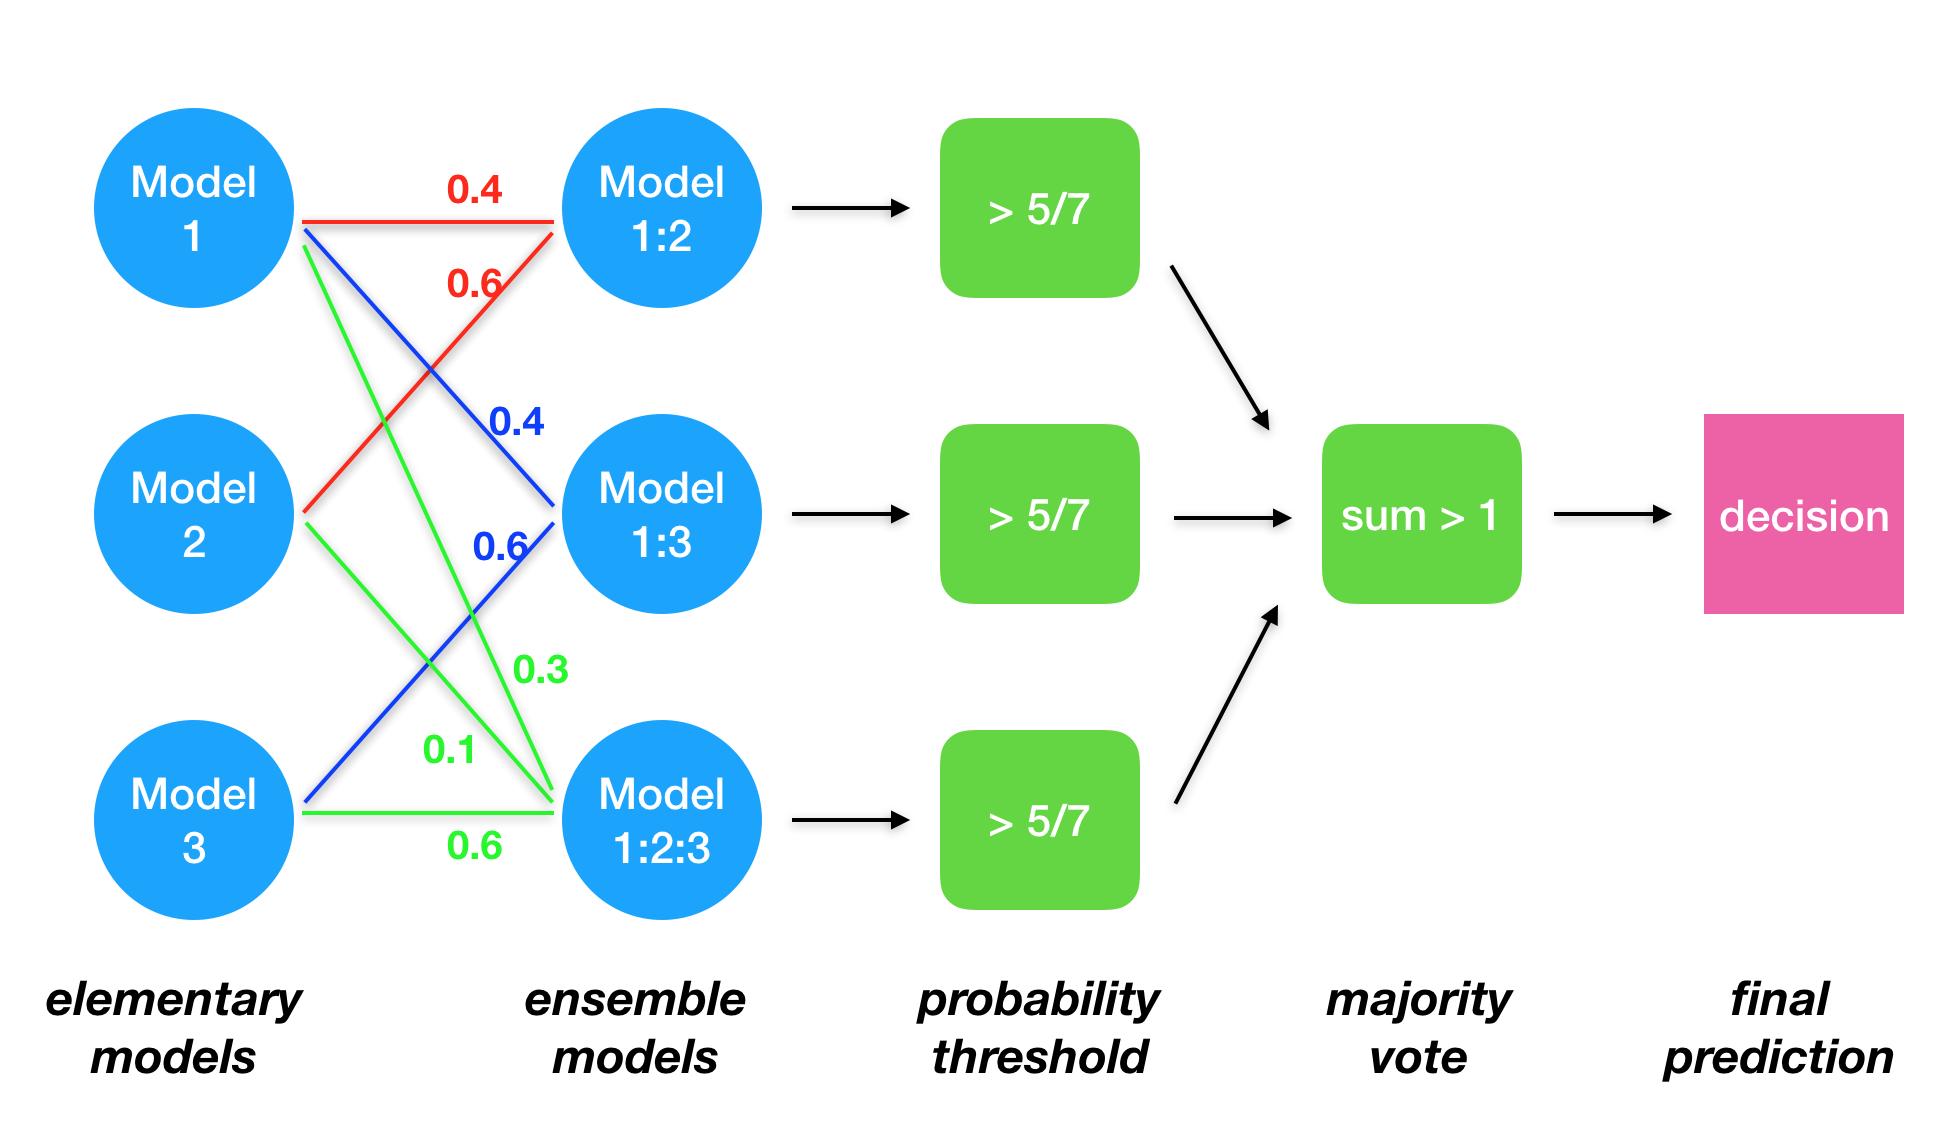 Model
1
0.4
0.6
Model
1:2
> 5/7
Model
2
0.4
0.6
Model
1:3
> 5/7
sum > 1
decision
Model
3
0.3
0.1
0.6
Model
1:2:3
> 5/7
elementary
models
ensemble
models
probability
threshold
majority
vote
final
prediction